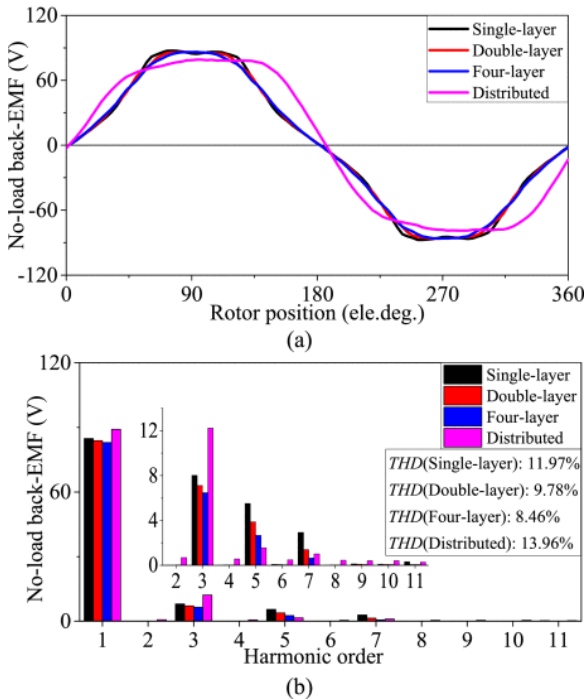 120
60
0
-60
-120
No-load back-EMF (V)
Single-layer
Double-layer
Four-layer
Distributed
0 90 180 270 360
Rotor position (ele.deg.)
(a)
120
60
0
No-load back-EMF (V)
Single-layer
Double-layer
Four-layer
Distributed
THD(Single-layer): 11.97%
THD(Double-layer): 9.78%
THD(Four-layer): 8.46%
THD(Distributed): 13.96%
12
8
4
0
2 3 4 5 6 7 8 9 10 11
1 2 3 4 5 6 7 8 9 10 11
Harmonic order
(b)